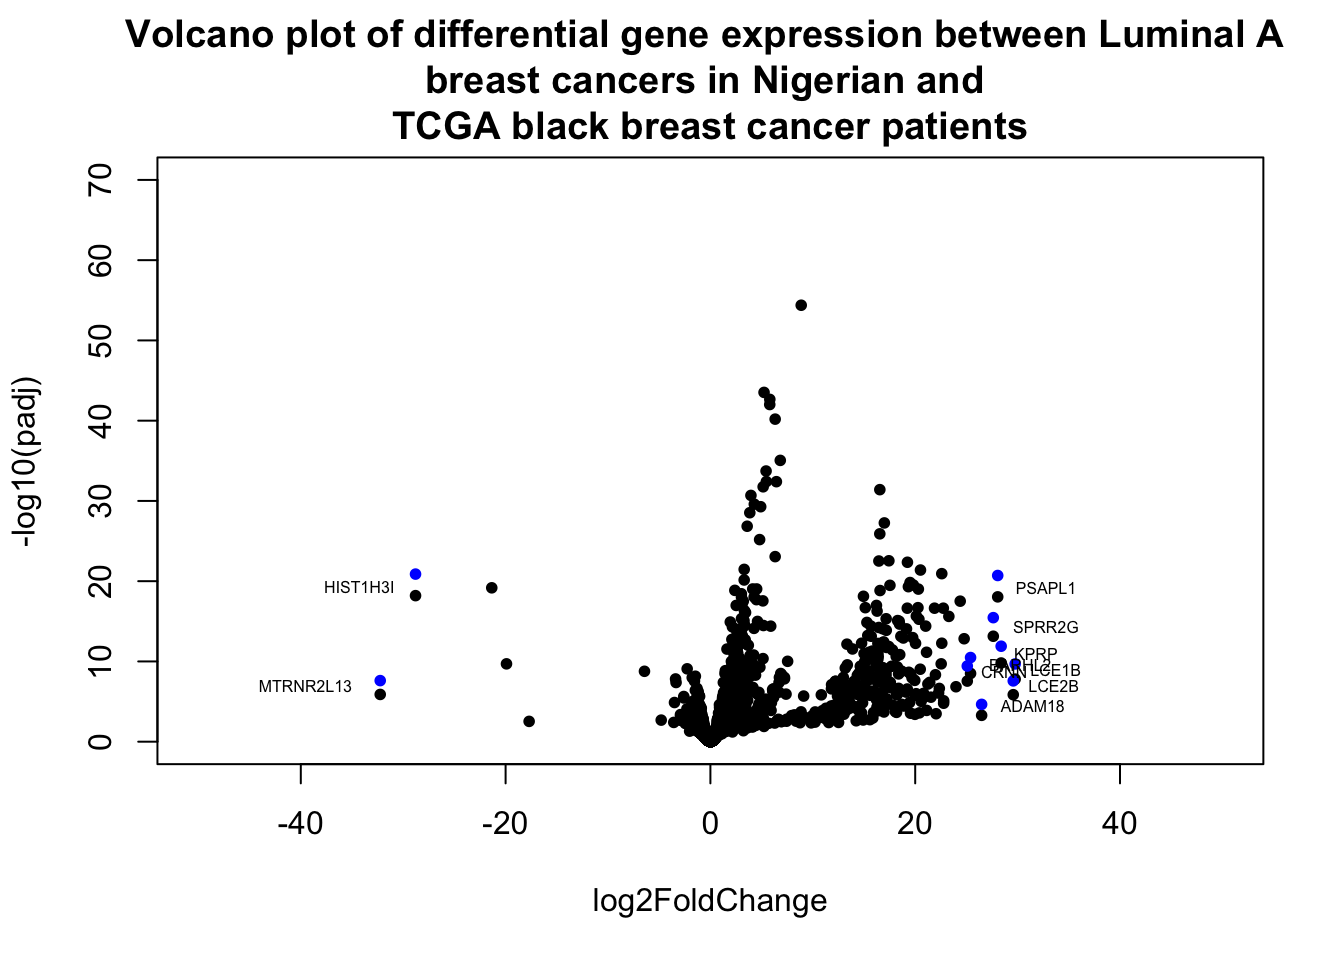 Volcano plot of differential gene expression between Luminal A
breast cancers in Nigerian and
TCGA black breast cancer patients
-log10(padj)
70
60
50
40
30
20
10
0
HIST1H3I
MTRNR2L13
PSAPL1
SPRR2G
KPRP
LCE1B
CRNN
LCE2B
ADAM18
-40
-20
0
20
40
log2FoldChange